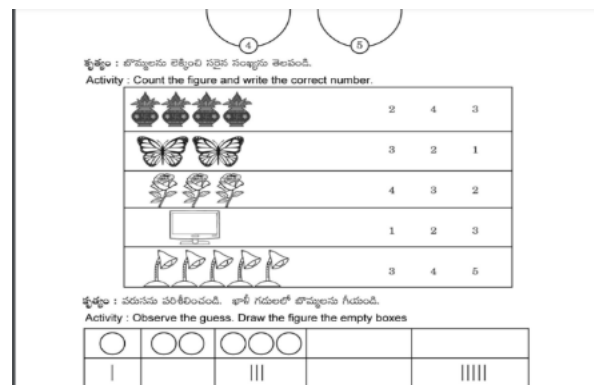 4 5
కృత్యం : బొమ్మలను లెక్కించి సరైన సంఖ్యను తెలపండి.
Activity : Count the figure and write the correct number.
2 4 3
3 2 1
4 3 2
1 2 3
3 4 5
కృత్యం : వరుసను పరిశీలించండి. ఖాళీ గదులలో బొమ్మలను గీయండి.
Activity : Observe the guess. Draw the figure the empty boxes